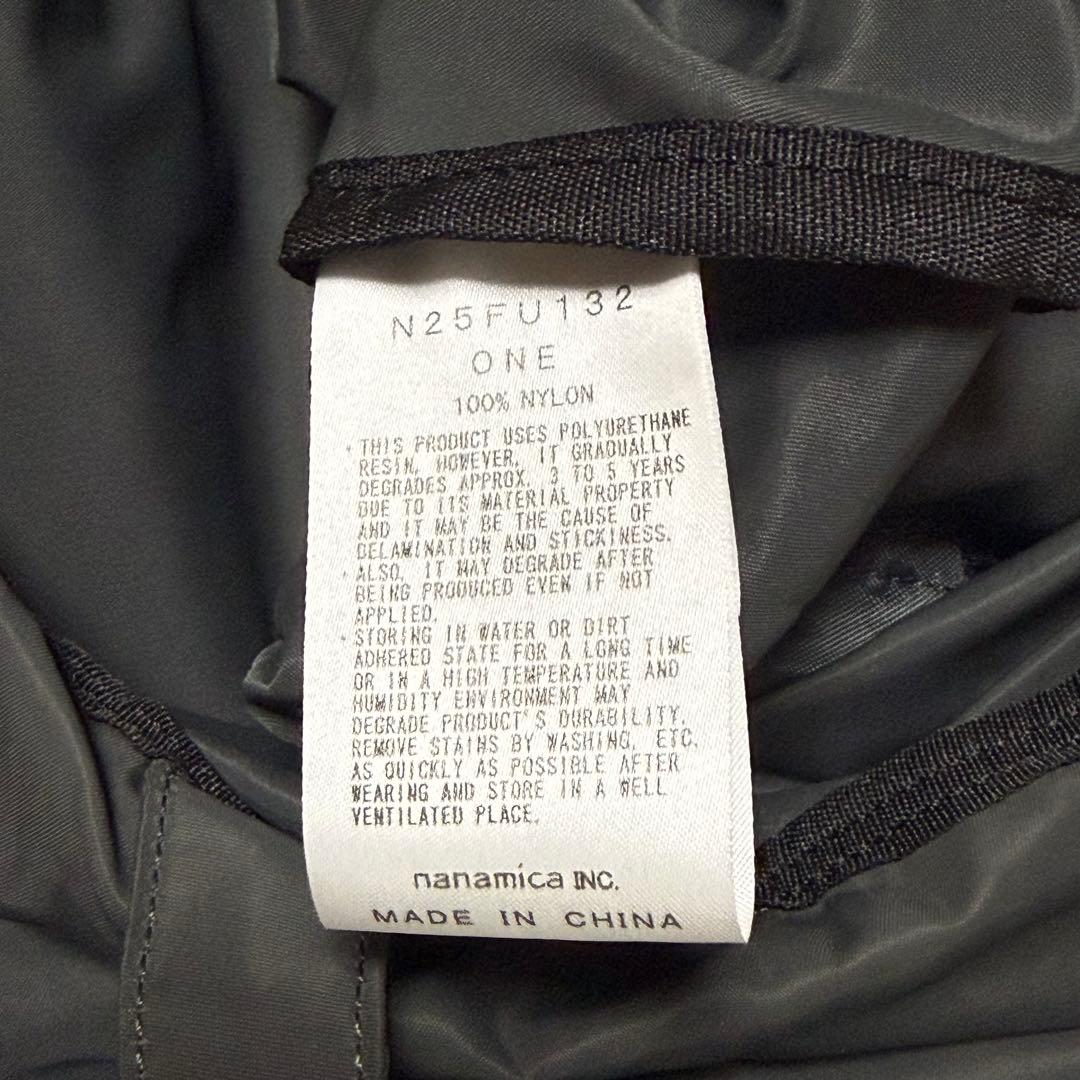 N25FU132
ONE
100% NYLON
・THIS PRODUCT USES POLYURETHANE
RESIN, HOWEVER, IT GRADUALLY
DEGRADES APPROX. 3 TO 5 YEARS
DUE TO ITS MATERIAL PROPERTY
AND IT MAY BE THE CAUSE OF
DELAMINATION AND STICKINESS.
・ALSO, IT MAY DEGRADE AFTER
BEING PRODUCED EVEN IF NOT
APPLIED.
・STORING IN WATER OR DIRT
ADHERED STATE FOR A LONG TIME
OR IN A HIGH TEMPERATURE AND
HUMIDITY ENVIRONMENT MAY
DEGRADE PRODUCT'S DURABILITY.
REMOVE STAINS BY WASHING, ETC.
AS QUICKLY AS POSSIBLE AFTER
WEARING AND STORE IN A WELL
VENTILATED PLACE.
nanamica INC.
MADE IN CHINA